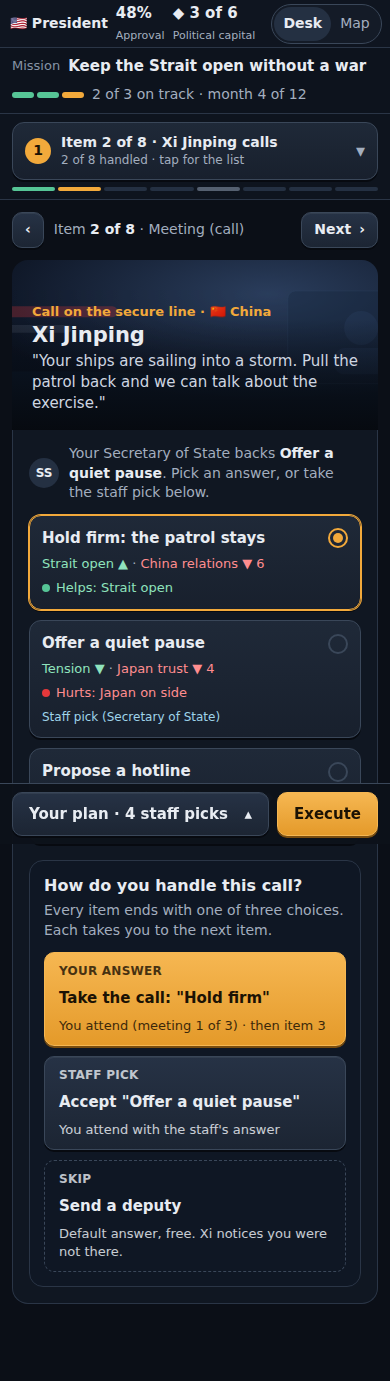 🇺🇸 President
48%
Approval
◆ 3 of 6
Political capital
Desk
Map
Mission Keep the Strait open without a war
2 of 3 on track · month 4 of 12
1
Item 2 of 8 · Xi Jinping calls
2 of 8 handled · tap for the list
▼
‹
Item 2 of 8 · Meeting (call)
Next ›
Call on the secure line · 🇨🇳 China
Xi Jinping
"Your ships are sailing into a storm. Pull the
patrol back and we can talk about the
exercise."
SS
Your Secretary of State backs Offer a
quiet pause. Pick an answer, or take
the staff pick below.
Hold firm: the patrol stays
Strait open ▲ · China relations ▼ 6
Helps: Strait open
Offer a quiet pause
Tension ▼ · Japan trust ▼ 4
Hurts: Japan on side
Staff pick (Secretary of State)
Propose a hotline
Your plan · 4 staff picks ▲
Execute
How do you handle this call?
Every item ends with one of three choices.
Each takes you to the next item.
YOUR ANSWER
Take the call: "Hold firm"
You attend (meeting 1 of 3) · then item 3
STAFF PICK
Accept "Offer a quiet pause"
You attend with the staff's answer
SKIP
Send a deputy
Default answer, free. Xi notices you were
not there.